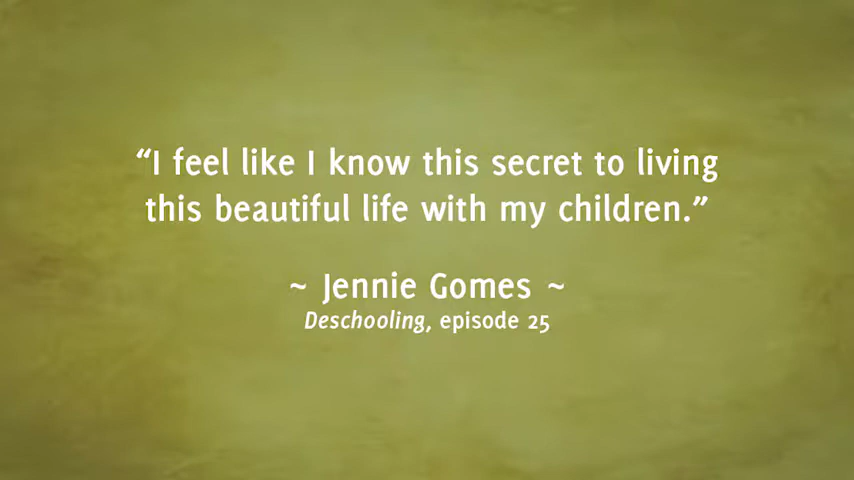 “I feel like I know this secret to living
this beautiful life with my children.”
~ Jennie Gomes ~
Deschooling, episode 25